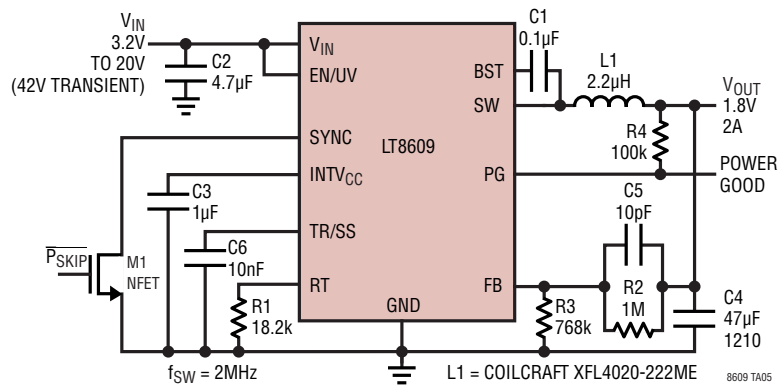 V_IN
3.2V
TO 20V
(42V TRANSIENT)
C2
4.7µF
V_IN
EN/UV
SYNC
INTV_CC
TR/SS
RT
LT8609
GND
BST
SW
PG
FB
C1
0.1µF
L1
2.2µH
V_OUT
1.8V
2A
R4
100k
POWER
GOOD
C3
1µF
C6
10nF
P_SKIP
M1
NFET
R1
18.2k
C5
10pF
R2
1M
R3
768k
C4
47µF
1210
f_SW = 2MHz
L1 = COILCRAFT XFL4020-222ME
8609 TA05